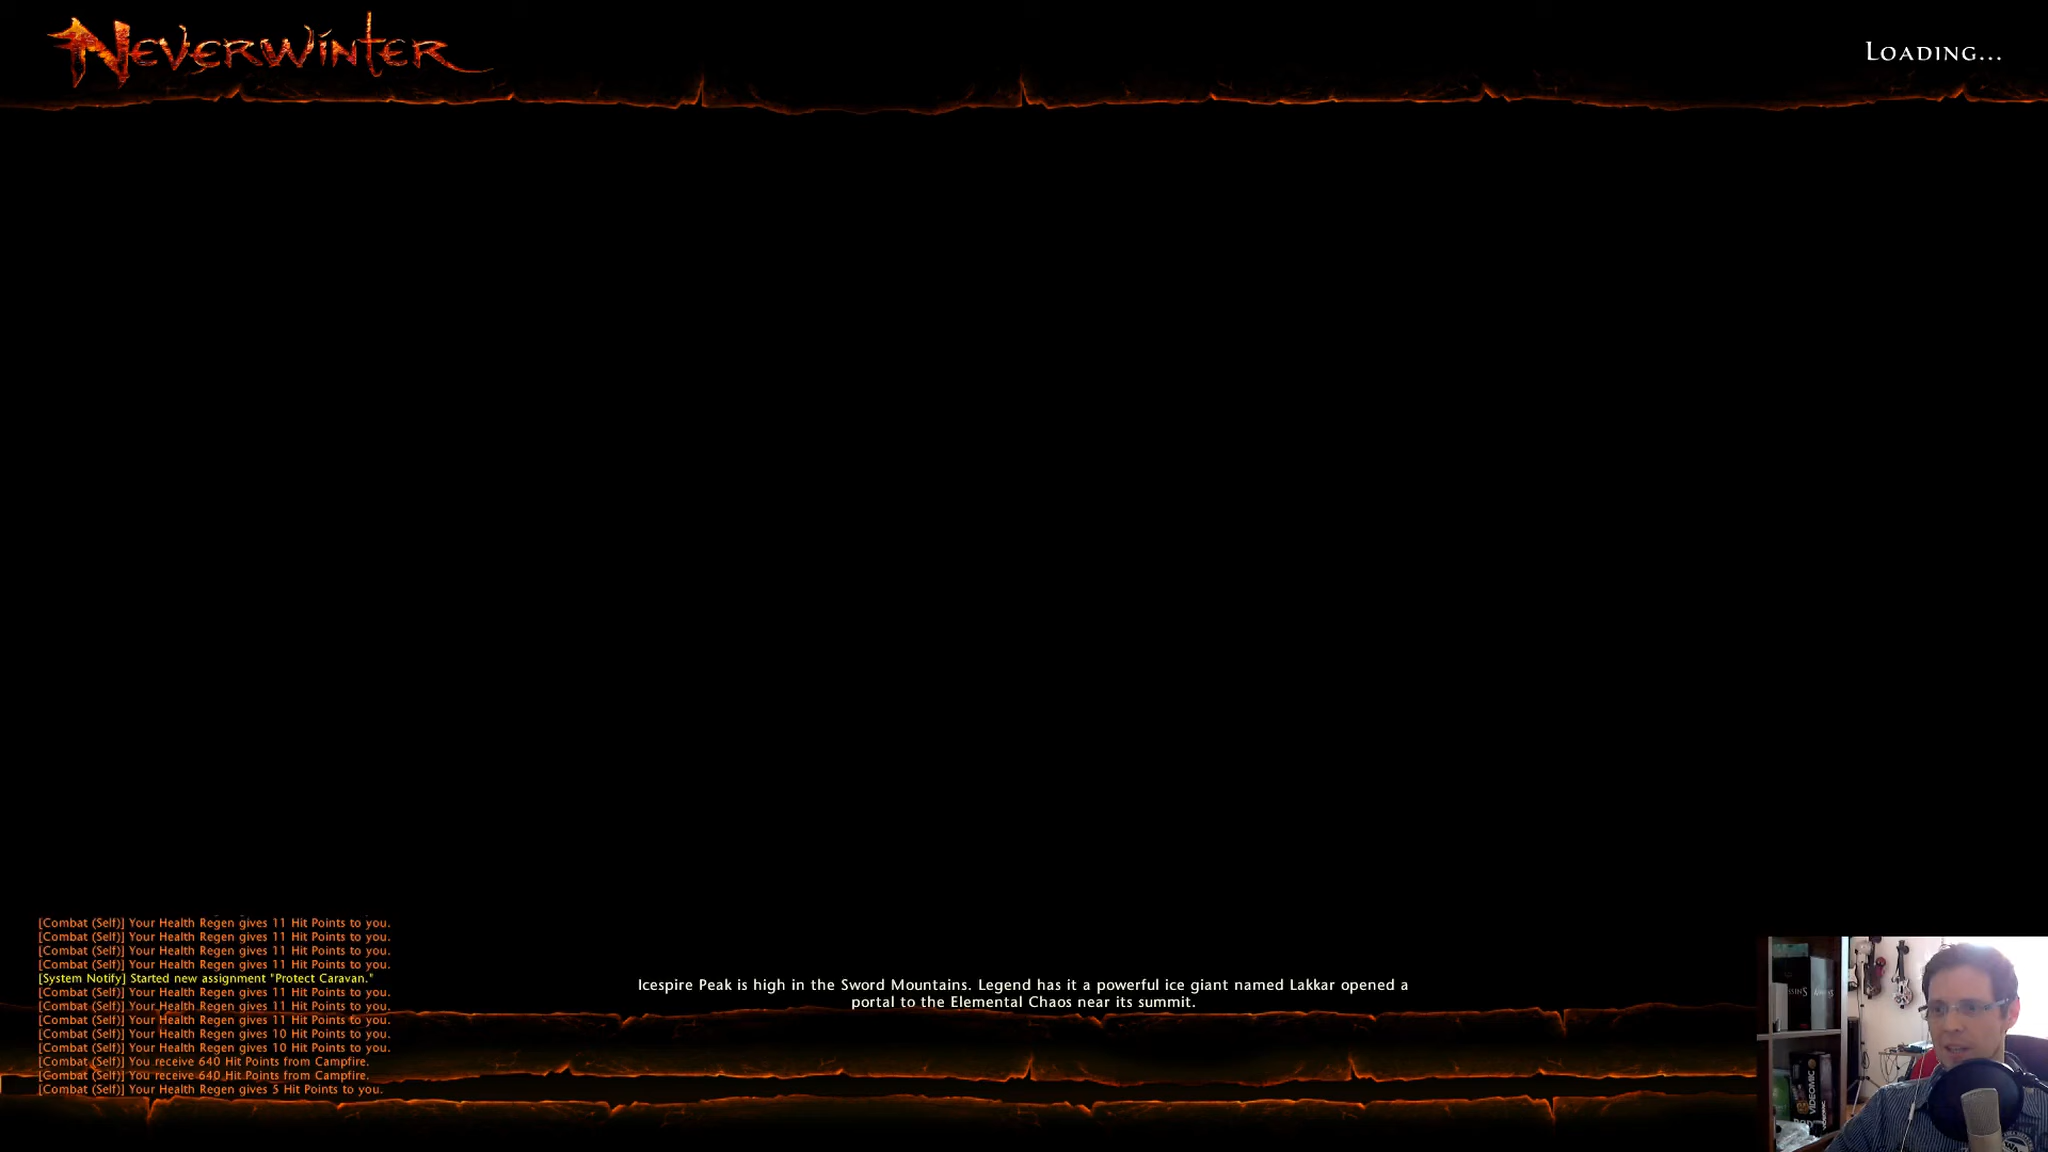 NEVERWINTER
LOADING...
[Combat (Self)] Your Health Regen gives 11 Hit Points to you.
[Combat (Self)] Your Health Regen gives 11 Hit Points to you.
[Combat (Self)] Your Health Regen gives 11 Hit Points to you.
[Combat (Self)] Your Health Regen gives 11 Hit Points to you.
[System Notify] Started new assignment "Protect Caravan."
[Combat (Self)] Your Health Regen gives 11 Hit Points to you.
[Combat (Self)] Your Health Regen gives 11 Hit Points to you.
[Combat (Self)] Your Health Regen gives 11 Hit Points to you.
[Combat (Self)] Your Health Regen gives 10 Hit Points to you.
[Combat (Self)] Your Health Regen gives 10 Hit Points to you.
[Combat (Self)] You receive 640 Hit Points from Campfire.
[Combat (Self)] You receive 640 Hit Points from Campfire.
[Combat (Self)] Your Health Regen gives 5 Hit Points to you.
Icespire Peak is high in the Sword Mountains. Legend has it a powerful ice giant named Lakkar opened a
portal to the Elemental Chaos near its summit.
VIDEOMIC